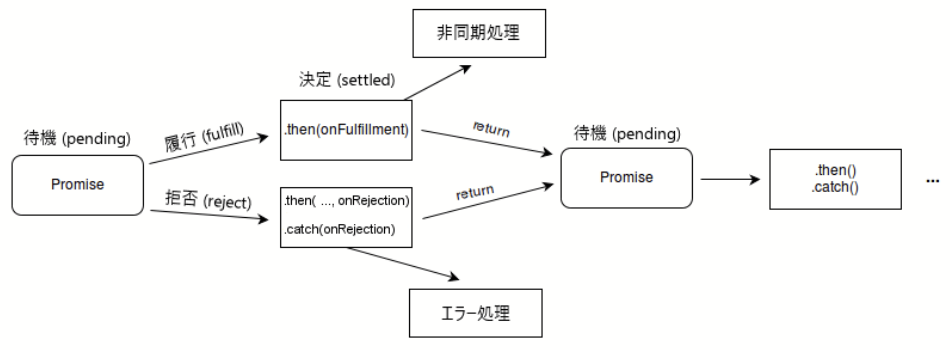 非同期処理
決定 (settled)
待機 (pending)
履行 (fulfill)
.then(onFulfillment)
return
待機 (pending)
Promise
Promise
.then()
.catch()
...
拒否 (reject)
.then( ..., onRejection)
.catch(onRejection)
return
エラー処理